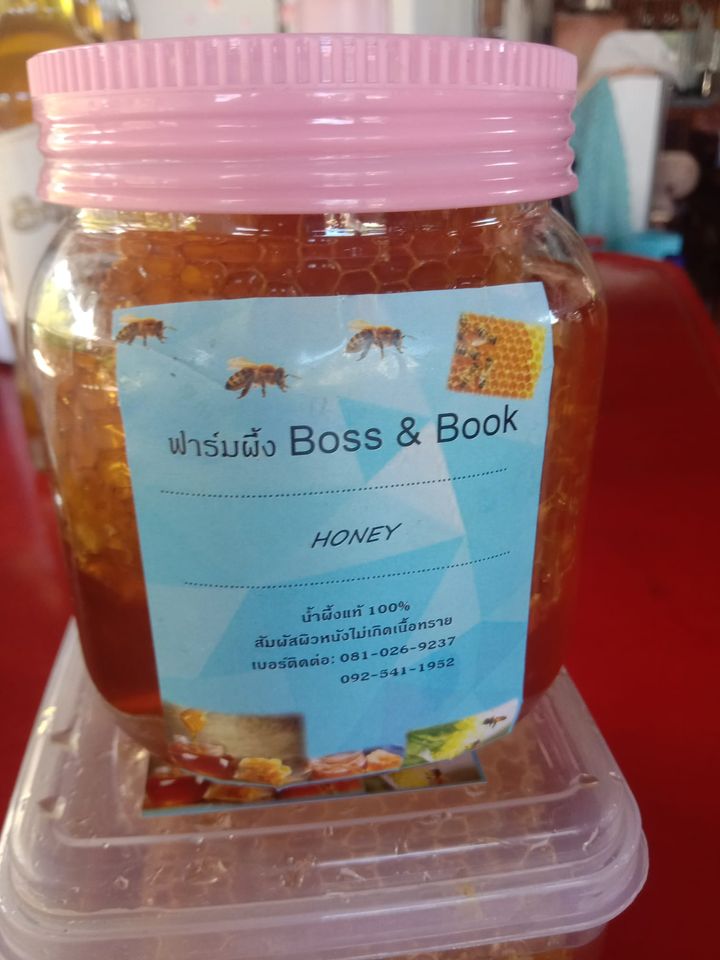 ฟาร์มผึ้ง Boss & Book
HONEY
น้ำผึ้งแท้ 100%
สัมผัสผิวหนังไม่เกิดเนื้อทราย
เบอร์ติดต่อ: 081-026-9237
092-541-1952